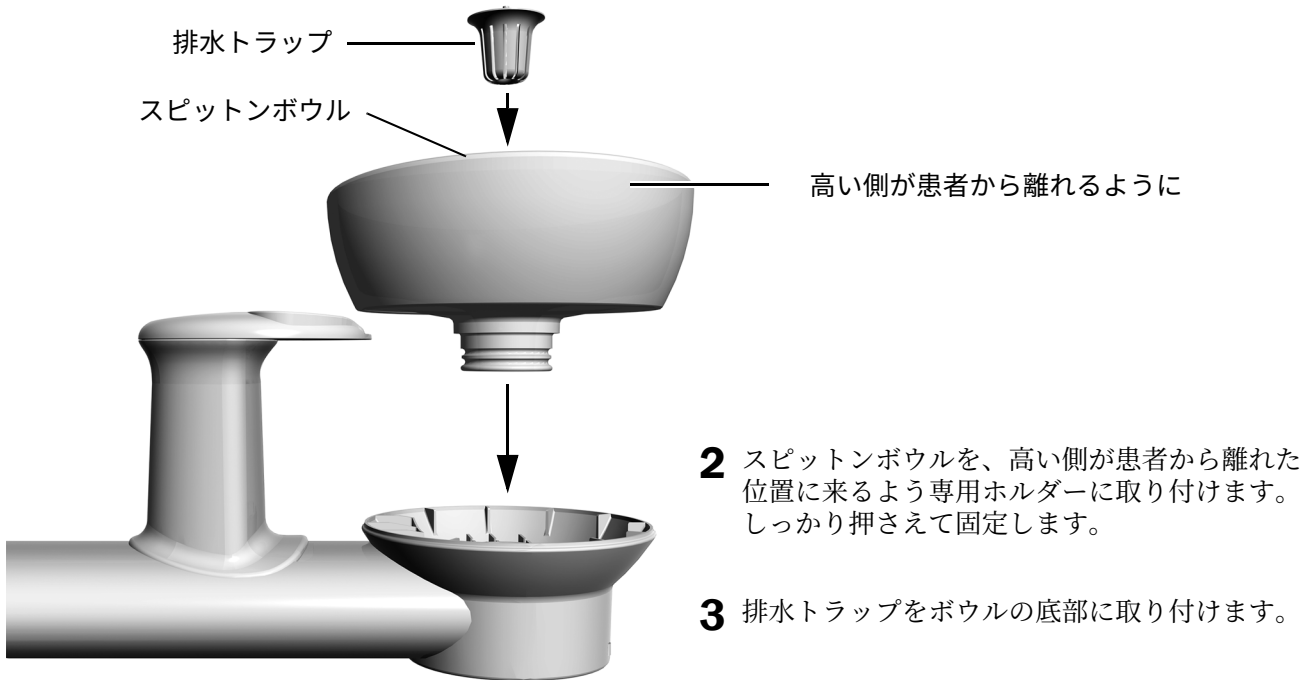 排水トラップ
スピットンボウル
高い側が患者から離れるように
2 スピットンボウルを、高い側が患者から離れた
位置に来るよう専用ホルダーに取り付けます。
しっかり押さえて固定します。
3 排水トラップをボウルの底部に取り付けます。